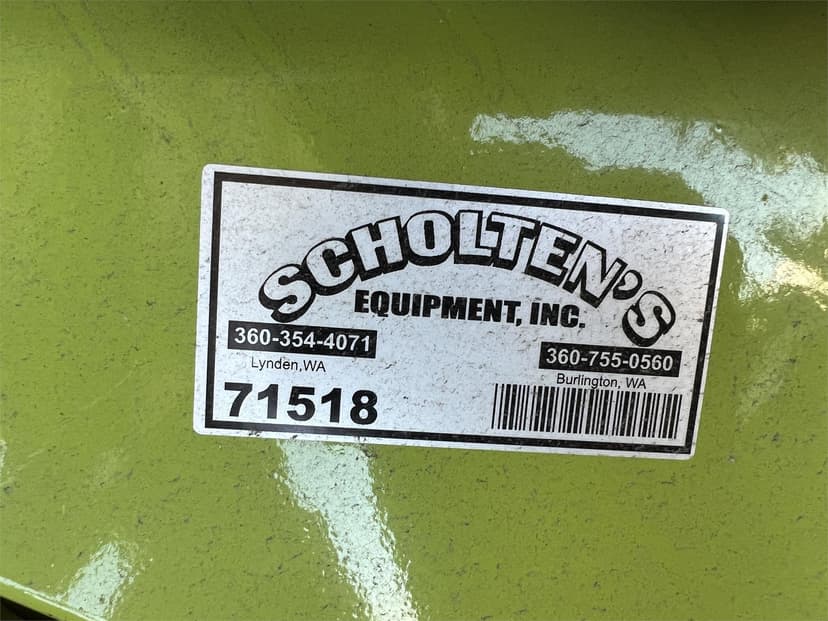 SCHOLTEN'S
EQUIPMENT, INC.
360-354-4071
Lynden,WA
360-755-0560
Burlington, WA
71518